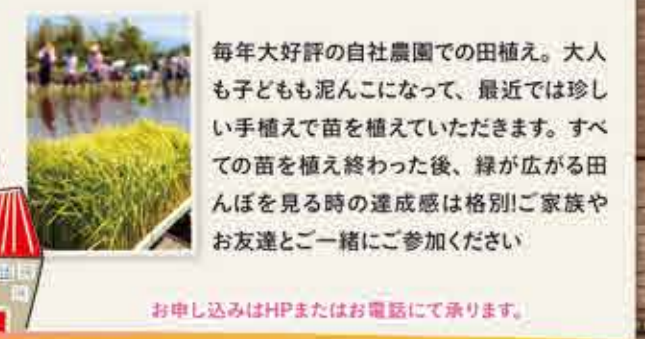 毎年大好評の自社農園での田植え。大人
も子どもも泥んこになって、最近では珍し
い手植えで苗を植えていただきます。すべ
ての苗を植え終わった後、緑が広がる田
んぼを見る時の達成感は格別!ご家族や
お友達とご一緒にご参加ください
お申し込みはHPまたはお電話にて承ります。